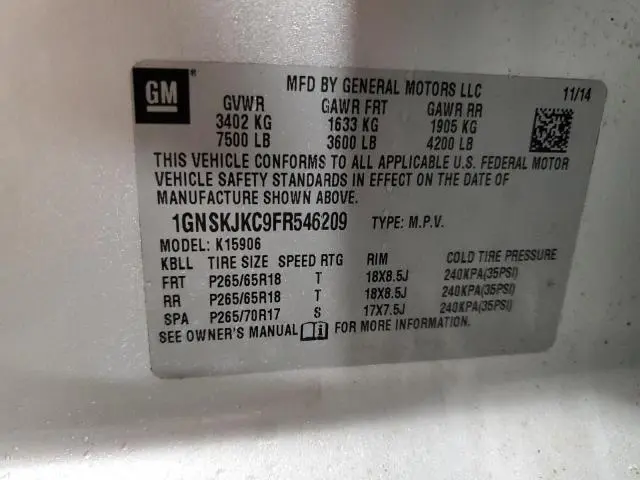 GM ®
MFD BY GENERAL MOTORS LLC 11/14
GVWR GAWR FRT GAWR RR
3402 KG 1633 KG 1905 KG
7500 LB 3600 LB 4200 LB
THIS VEHICLE CONFORMS TO ALL APPLICABLE U.S. FEDERAL MOTOR
VEHICLE SAFETY STANDARDS IN EFFECT ON THE DATE OF
MANUFACTURE SHOWN ABOVE.
1GNSKJKC9FR546209 TYPE: M.P.V.
MODEL: K15906
KBLL TIRE SIZE SPEED RTG RIM COLD TIRE PRESSURE
FRT P265/65R18 T 18X8.5J 240KPA(35PSI)
RR P265/65R18 T 18X8.5J 240KPA(35PSI)
SPA P265/70R17 S 17X7.5J 240KPA(35PSI)
SEE OWNER'S MANUAL FOR MORE INFORMATION.